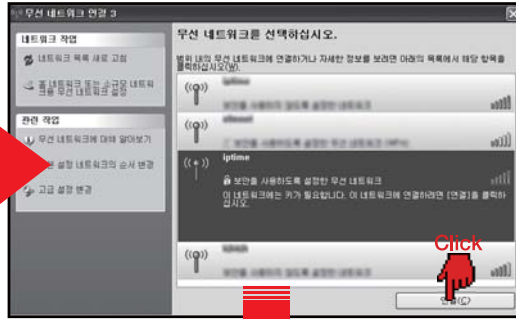 무선 네트워크 연결 3
네트워크 작업
네트워크 목록 새로 고침
홈 네트워크 또는 소규모 네트워
크용 무선 네트워크 설정
관련 작업
무선 네트워크에 대해 알아보기
본 설정 네트워크의 순서 변경
고급 설정 변경
무선 네트워크를 선택하십시오.
범위 내의 무선 네트워크에 연결하거나 자세한 정보를 보려면 아래의 목록에서 해당 항목을
클릭하십시오(W).
iptime
보안을 사용하도록 설정한 무선 네트워크
이 네트워크에는 키가 필요합니다. 이 네트워크에 연결하려면 [연결]을 클릭하
십시오.
Click
연결(C)